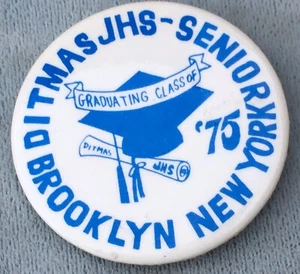 DITMAS JHS - SENIOR
GRADUATING CLASS OF
'75
DITMAS JHS
BROOKLYN NEW YORK